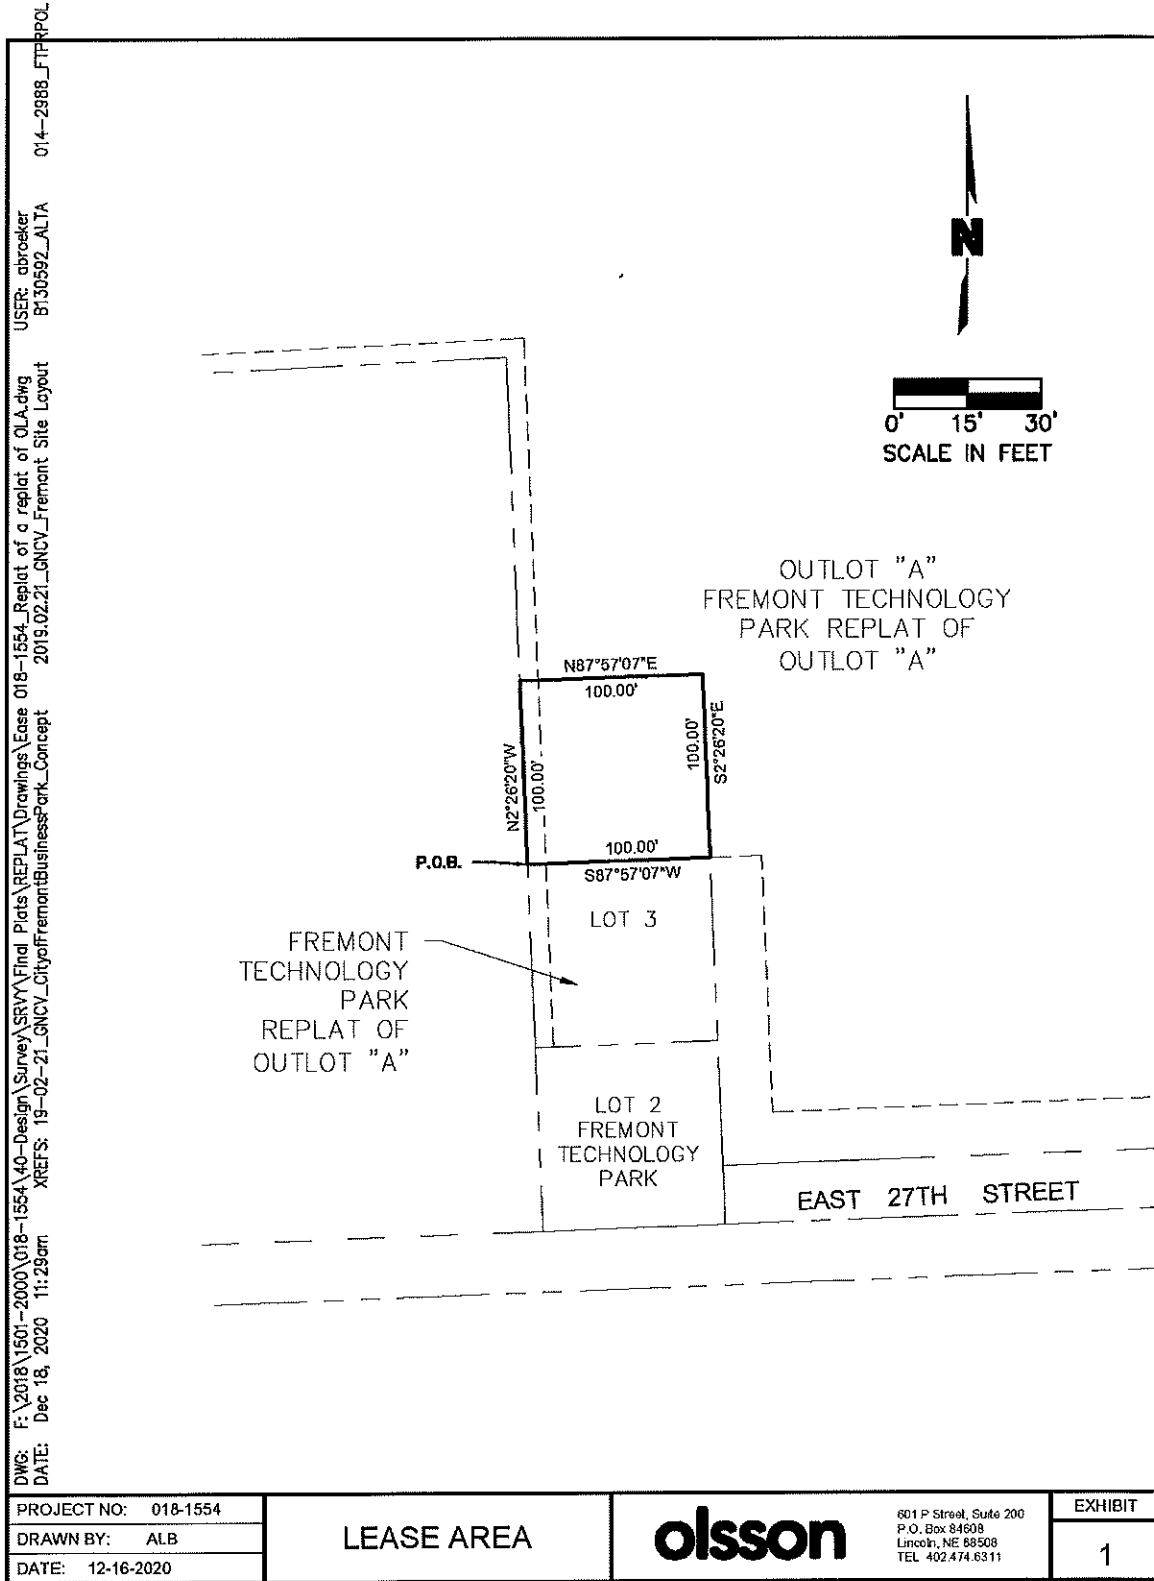 DWG: F:\2018\1501-2000\018-1554\40-Design\Survey\SRVY\Final Plats\REPLAT\Drawings\Ease 018-1554_Replat of a replat of OLA.dwg USER: abroeker
DATE: Dec 18, 2020 11:29am XREFS: 19-02-21_GNCV_CityofFremontBusinessPark_Concept 2019.02.21_GNCV_Fremont Site Layout B130592_ALTA 014-2988_FTPRPOL
N
0' 15' 30'
SCALE IN FEET
OUTLOT "A"
FREMONT TECHNOLOGY
PARK REPLAT OF
OUTLOT "A"
N87°57'07"E
100.00'
N2°26'20"W
100.00'
100.00'
S2°26'20"E
100.00'
S87°57'07"W
P.O.B.
LOT 3
FREMONT
TECHNOLOGY
PARK
REPLAT OF
OUTLOT "A"
LOT 2
FREMONT
TECHNOLOGY
PARK
EAST 27TH STREET
PROJECT NO: 018-1554
DRAWN BY: ALB
DATE: 12-16-2020
LEASE AREA
olsson
601 P Street, Suite 200
P.O. Box 84608
Lincoln, NE 68508
TEL 402.474.6311
EXHIBIT
1